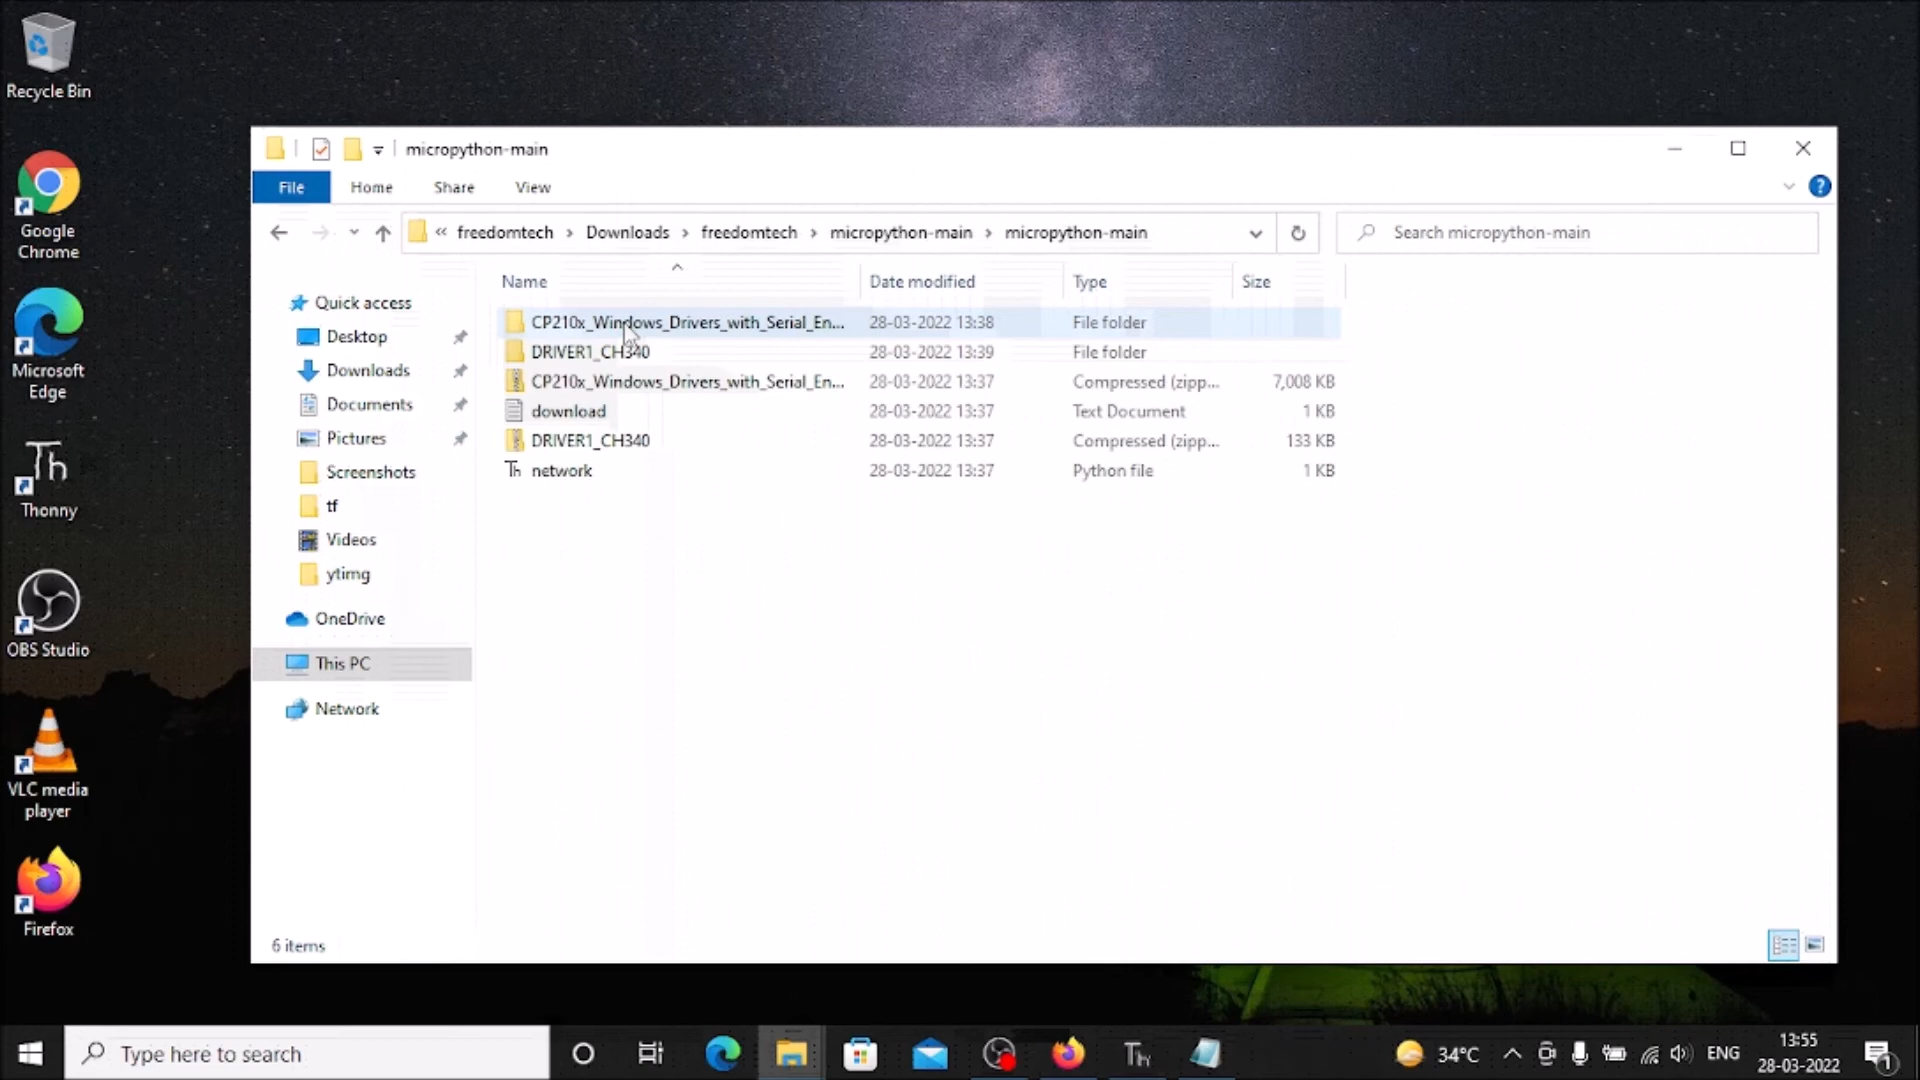 Recycle Bin
Google
Chrome
Microsoft
Edge
Th
Thonny
OBS Studio
VLC media
player
Firefox
micropython-main
File Home Share View
« freedomtech › Downloads › freedomtech › micropython-main › micropython-main
Search micropython-main
Name Date modified Type Size
Quick access
Desktop
Downloads
Documents
Pictures
Screenshots
tf
Videos
ytimg
OneDrive
This PC
Network
CP210x_Windows_Drivers_with_Serial_En... 28-03-2022 13:38 File folder
DRIVER1_CH340 28-03-2022 13:39 File folder
CP210x_Windows_Drivers_with_Serial_En... 28-03-2022 13:37 Compressed (zipp... 7,008 KB
download 28-03-2022 13:37 Text Document 1 KB
DRIVER1_CH340 28-03-2022 13:37 Compressed (zipp... 133 KB
Th network 28-03-2022 13:37 Python file 1 KB
6 items
Type here to search
Th
34°C
ENG
13:55
28-03-2022
1